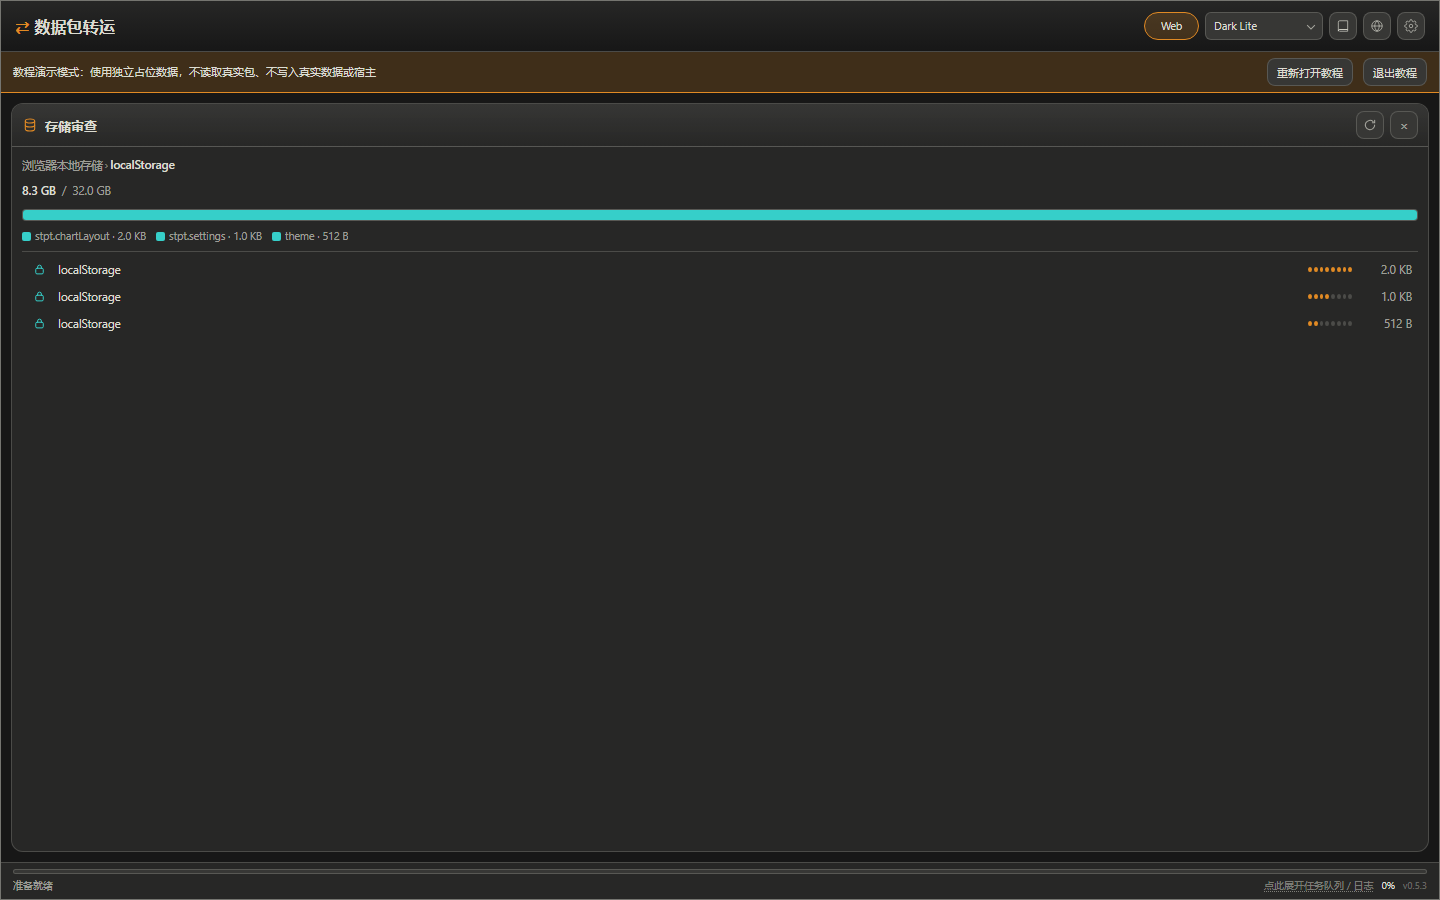 数据包转运
Web
Dark Lite
教程演示模式：使用独立占位数据，不读取真实包、不写入真实数据或宿主
重新打开教程
退出教程
存储审查
浏览器本地存储 › localStorage
8.3 GB / 32.0 GB
stpt.chartLayout · 2.0 KB stpt.settings · 1.0 KB theme · 512 B
localStorage 2.0 KB
localStorage 1.0 KB
localStorage 512 B
准备就绪
点此展开任务队列 / 日志 0% v0.5.3